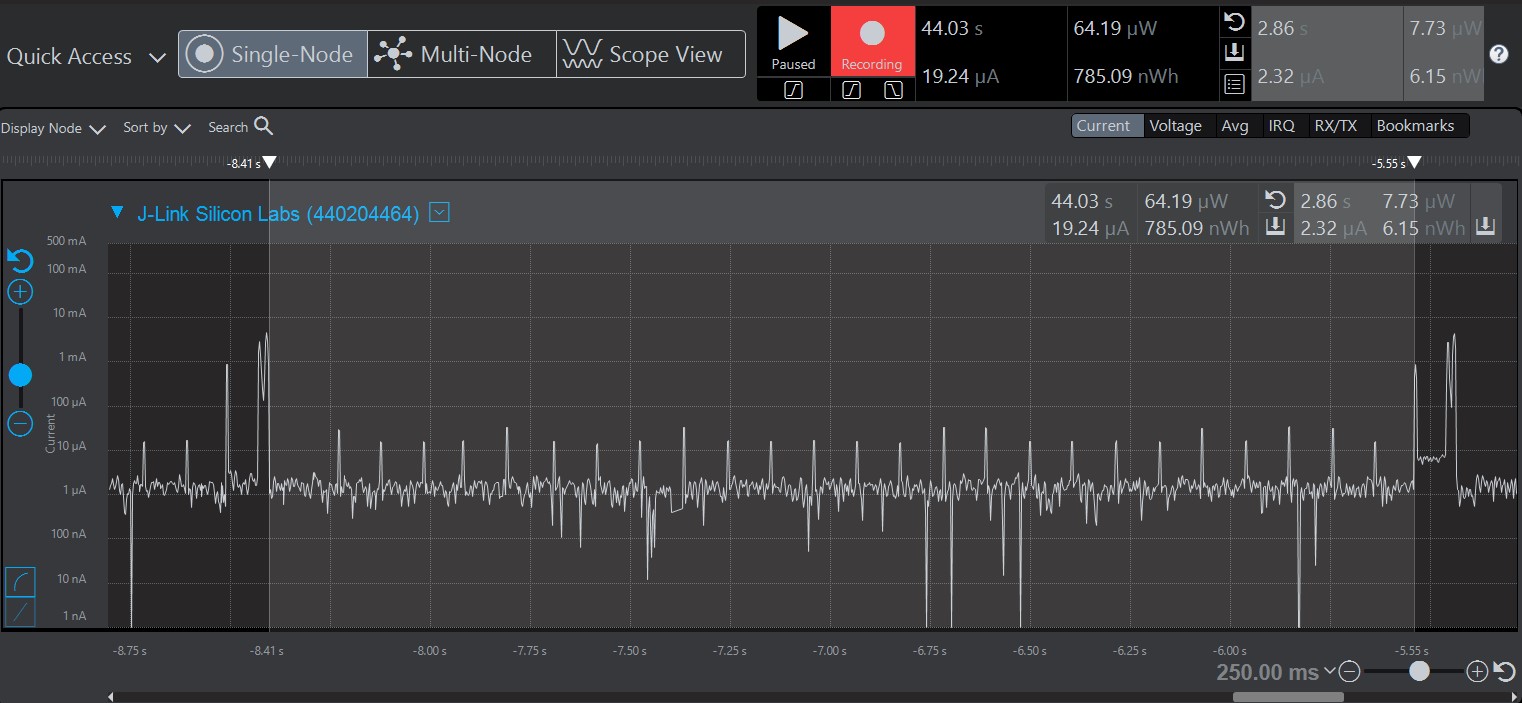 Quick Access
Single-Node
Multi-Node
Scope View
Paused
Recording
44.03 s
64.19 µW
19.24 µA
785.09 nWh
2.86 s
7.73 µW
2.32 µA
6.15 nW
?
Display Node
Sort by
Search
Current
Voltage
Avg
IRQ
RX/TX
Bookmarks
-8.41 s
-5.55 s
J-Link Silicon Labs (440204464)
44.03 s
64.19 µW
2.86 s
7.73 µW
19.24 µA
785.09 nWh
2.32 µA
6.15 nWh
500 mA
100 mA
10 mA
1 mA
100 µA
10 µA
1 µA
100 nA
10 nA
1 nA
Current
-8.75 s
-8.41 s
-8.00 s
-7.75 s
-7.50 s
-7.25 s
-7.00 s
-6.75 s
-6.50 s
-6.25 s
-6.00 s
-5.55 s
250.00 ms